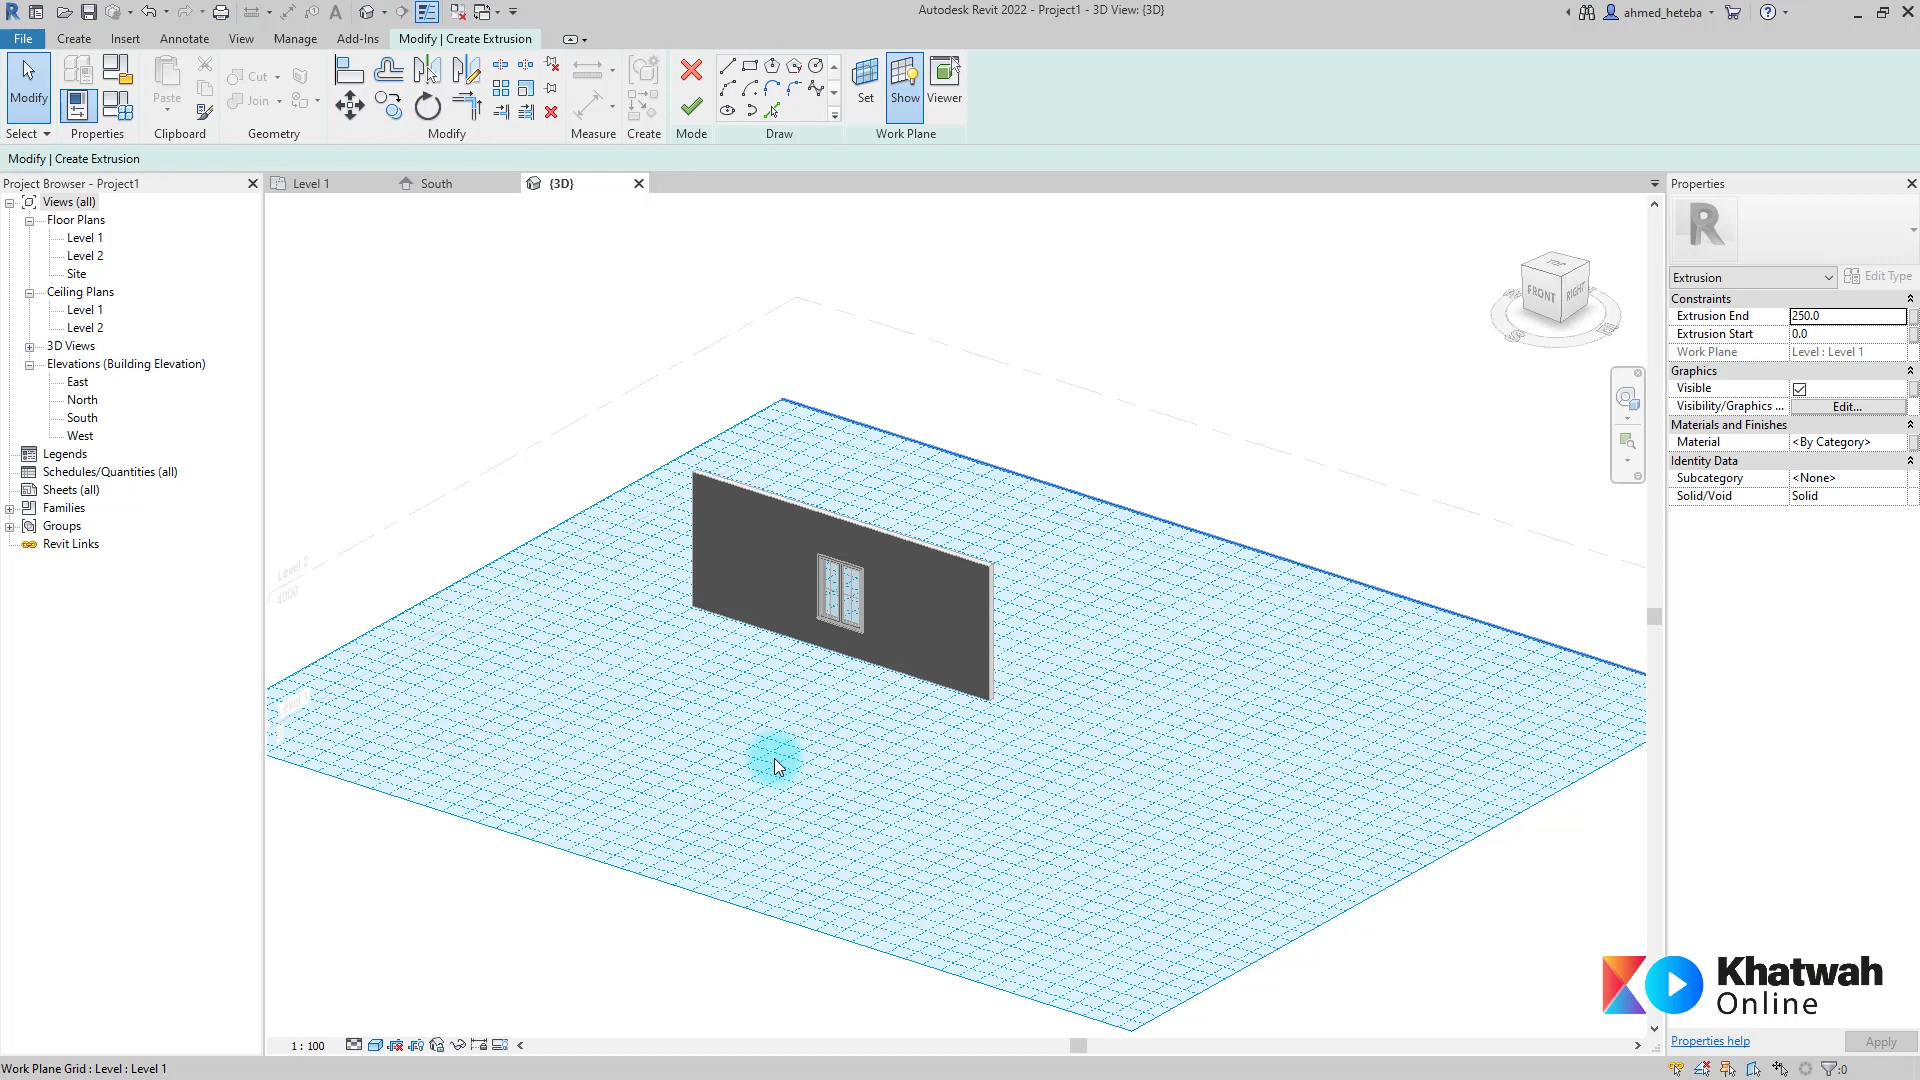 Autodesk Revit 2022 - Project1 - 3D View: {3D}
ahmed_heteba
File
Create
Insert
Annotate
View
Manage
Add-Ins
Modify | Create Extrusion
Modify
Select
Properties
Paste
Clipboard
Cut
Join
Geometry
Modify
Measure
Create
Mode
Draw
Set
Show
Viewer
Work Plane
Modify | Create Extrusion
Project Browser - Project1
Views (all)
Floor Plans
Level 1
Level 2
Site
Ceiling Plans
Level 1
Level 2
3D Views
Elevations (Building Elevation)
East
North
South
West
Legends
Schedules/Quantities (all)
Sheets (all)
Families
Groups
Revit Links
Level 1
South
{3D}
Level 2
4000
TOP
FRONT
RIGHT
Properties
R
Extrusion
Edit Type
Constraints
Extrusion End
250.0
Extrusion Start
0.0
Work Plane
Level : Level 1
Graphics
Visible
Visibility/Graphics ...
Edit...
Materials and Finishes
Material
<By Category>
Identity Data
Subcategory
<None>
Solid/Void
Solid
Khatwah
Online
Properties help
Apply
1 : 100
Work Plane Grid : Level : Level 1
:0